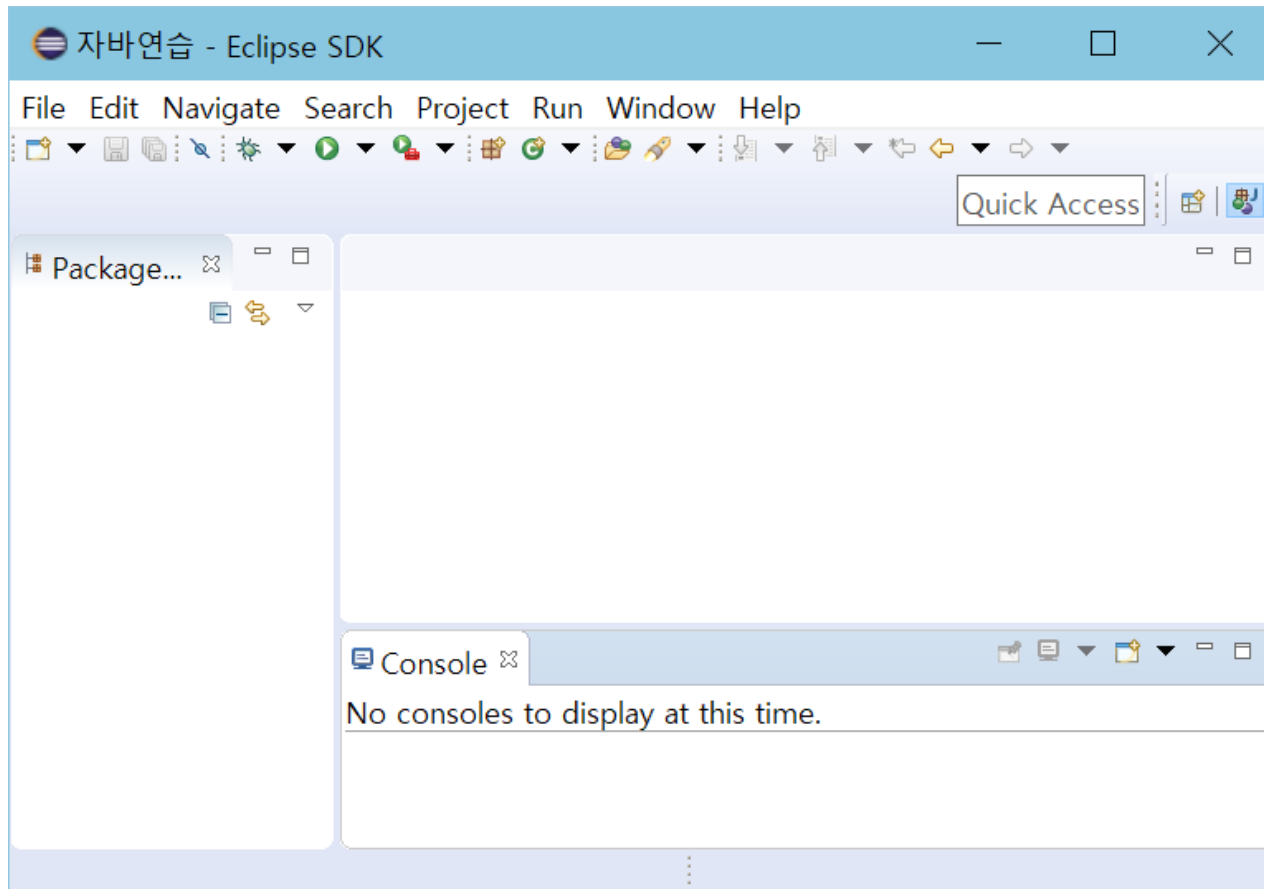 자바연습 - Eclipse SDK
File Edit Navigate Search Project Run Window Help
Quick Access
Package...
Console
No consoles to display at this time.